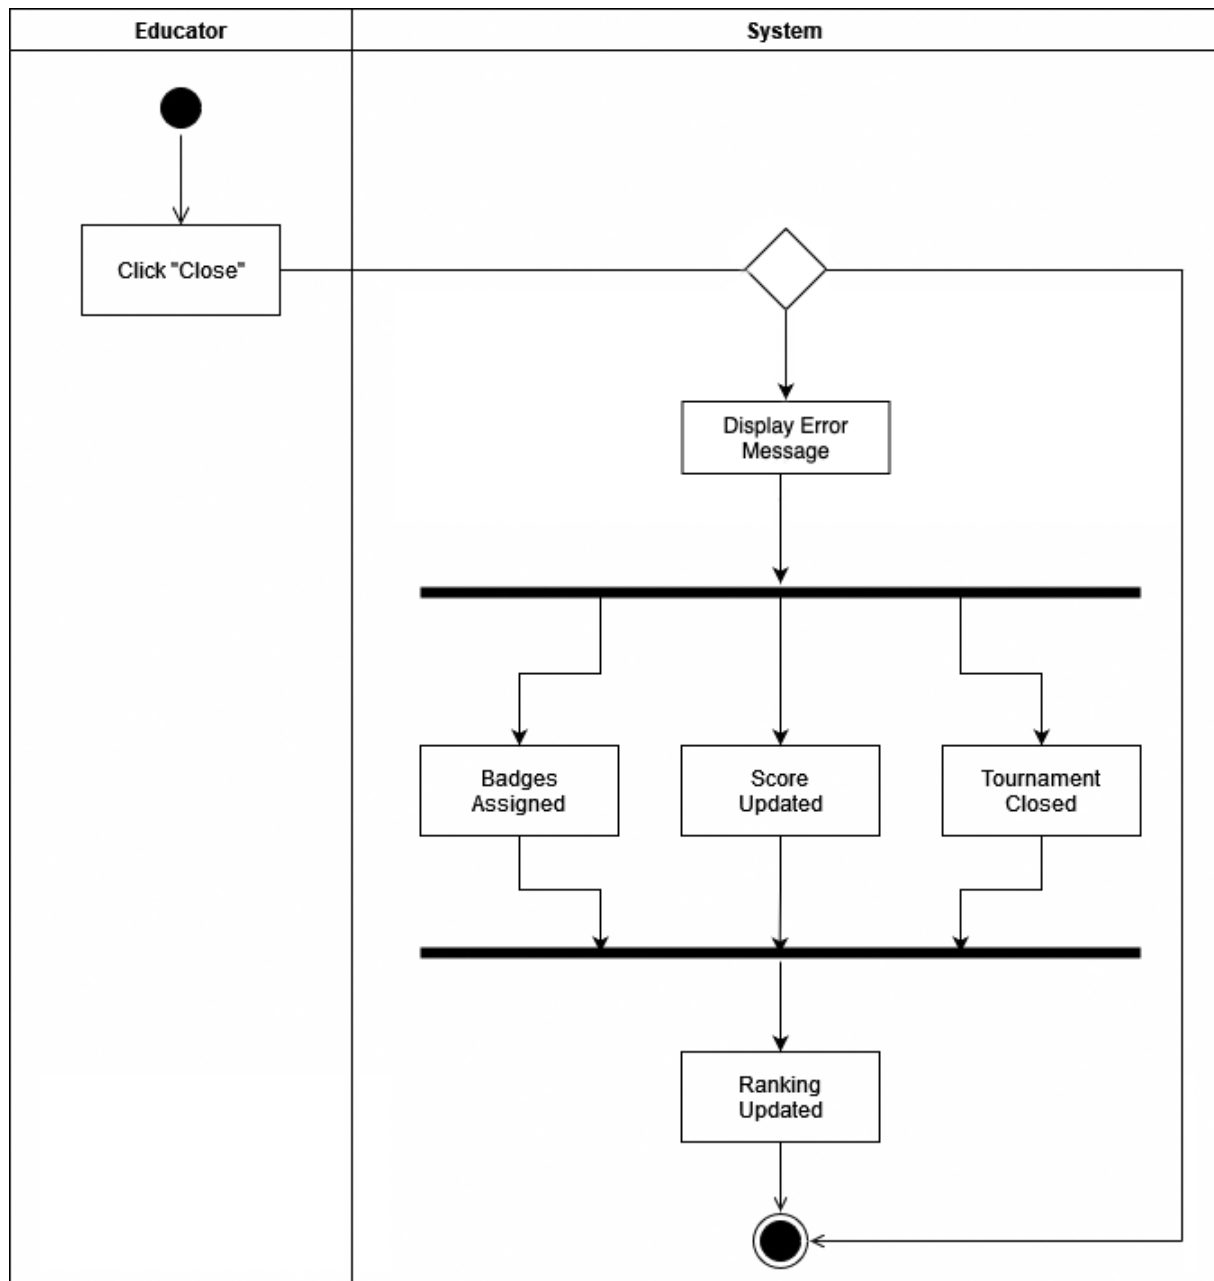 Educator
System
Click "Close"
Display Error
Message
Badges
Assigned
Score
Updated
Tournament
Closed
Ranking
Updated